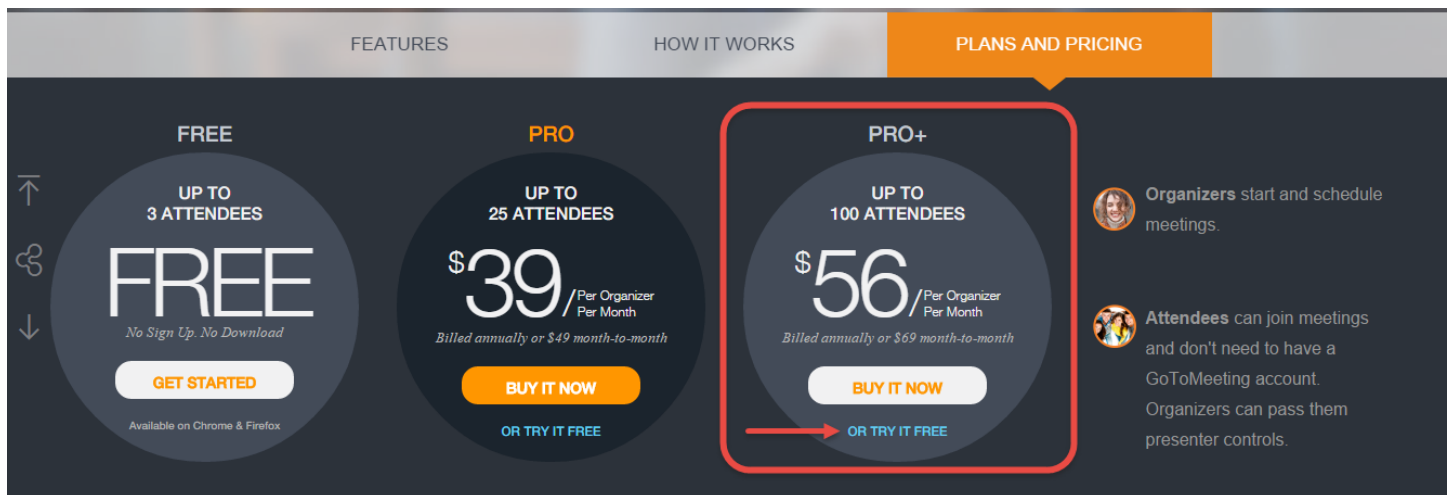 FEATURES
HOW IT WORKS
PLANS AND PRICING
FREE
UP TO
3 ATTENDEES
FREE
No Sign Up. No Download
GET STARTED
Available on Chrome & Firefox
PRO
UP TO
25 ATTENDEES
$39/Per Organizer
Per Month
Billed annually or $49 month-to-month
BUY IT NOW
OR TRY IT FREE
PRO+
UP TO
100 ATTENDEES
$56/Per Organizer
Per Month
Billed annually or $69 month-to-month
BUY IT NOW
OR TRY IT FREE
Organizers start and schedule
meetings.
Attendees can join meetings
and don't need to have a
GoToMeeting account.
Organizers can pass them
presenter controls.